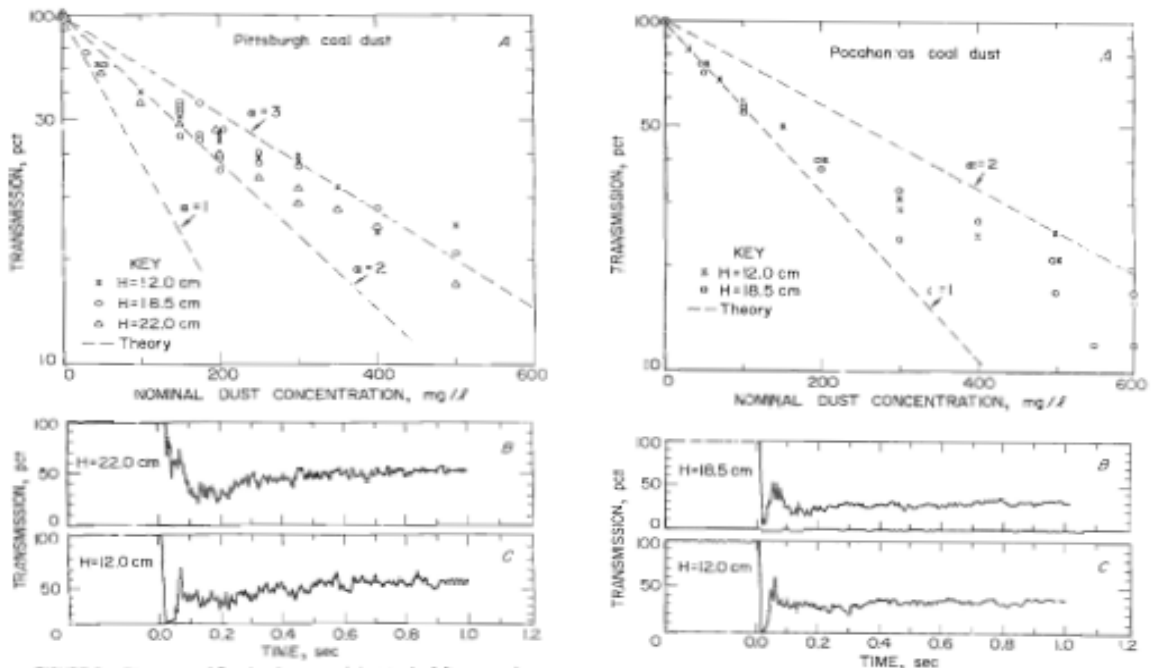 100
Pittsburgh coal dust
A
α=3
30
α=1
α=2
KEY
× H=12.0 cm
○ H=18.5 cm
△ H=22.0 cm
--- Theory
10
TRANSMISSION, pct
0 200 400 600
NOMINAL DUST CONCENTRATION, mg/ℓ
100
H=22.0 cm
B
50
0
100
H=12.0 cm
C
50
0
TRANSMISSION, pct
0.0 0.2 0.4 0.6 0.8 1.0 1.2
TIME, sec
100
coal dust
A
50
α=2
=1
KEY
× H=12.0 cm
○ H=18.5 cm
--- Theory
10
7RANSMISSION, pct
0 200 400 600
NOMINAL DUST CONCENTRATION, mg/ℓ
100
H=18.5 cm
B
50
0
100
H=12.0 cm
C
50
0
TRANSMISSION, pct
0.0 0.2 0.4 0.6 0.8 1.0 1.2
TIME, sec